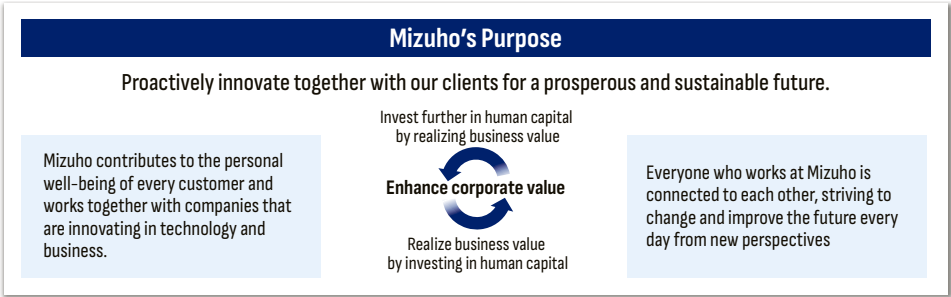 Mizuho's Purpose
Proactively innovate together with our clients for a prosperous and sustainable future.
Mizuho contributes to the personal
well-being of every customer and
works together with companies that
are innovating in technology and
business.
Invest further in human capital
by realizing business value
Enhance corporate value
Realize business value
by investing in human capital
Everyone who works at Mizuho is
connected to each other, striving to
change and improve the future every
day from new perspectives